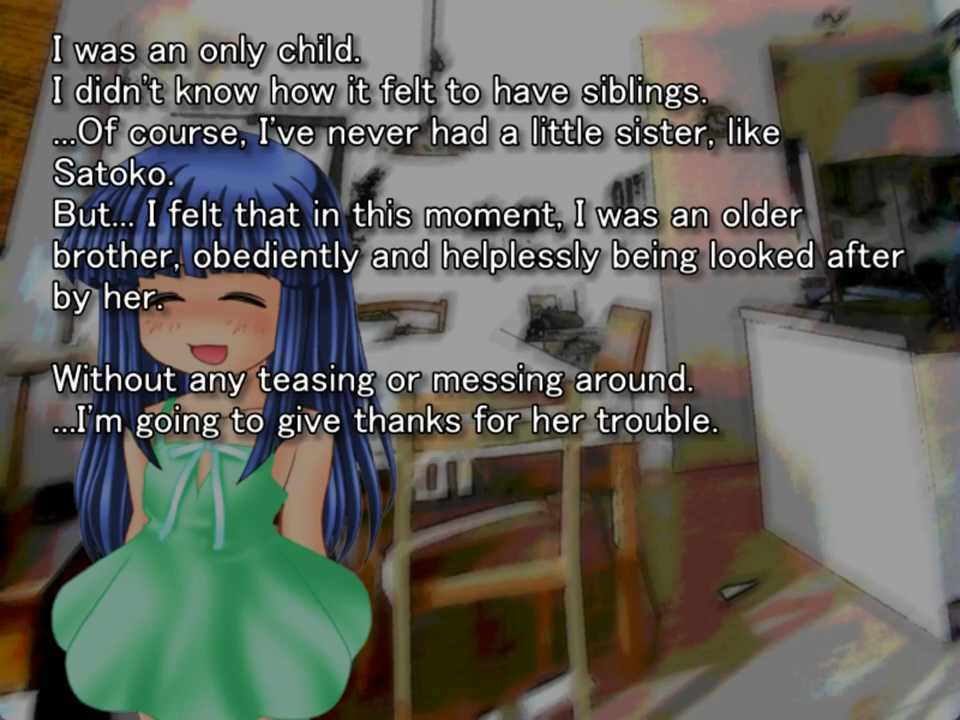 I was an only child.
I didn't know how it felt to have siblings.
...Of course, I've never had a little sister, like
Satoko.
But... I felt that in this moment, I was an older
brother, obediently and helplessly being looked after
by her.
Without any teasing or messing around.
...I'm going to give thanks for her trouble.